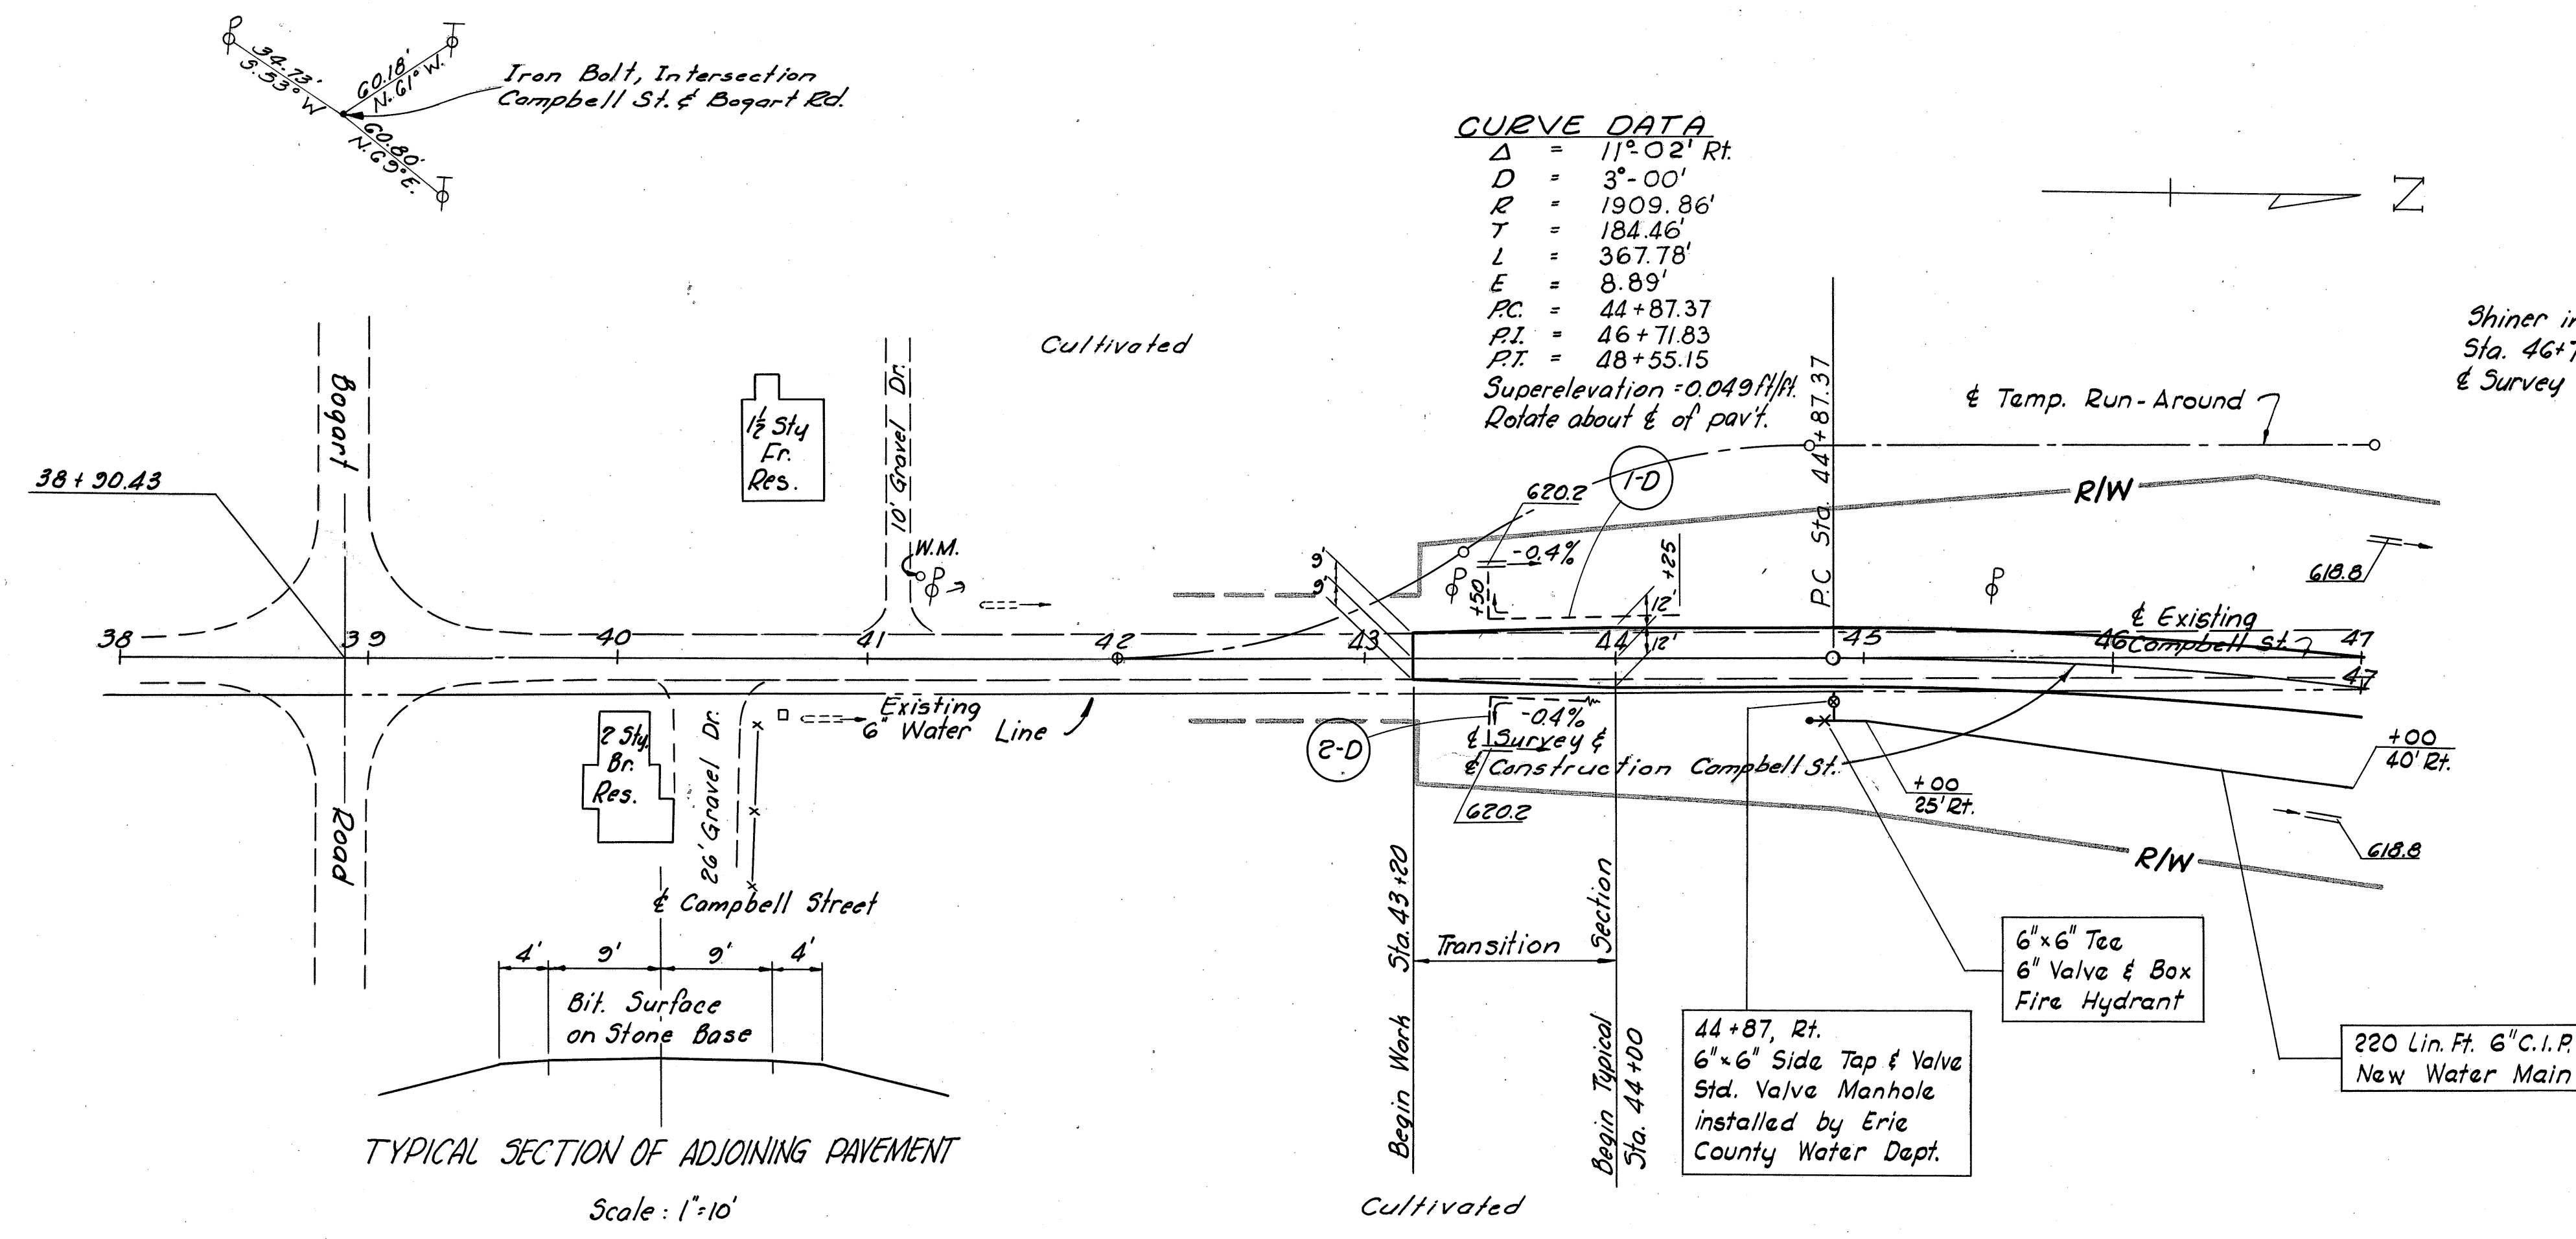 34.73'
S.53° W
60.18'
N.61° W.
60.80'
N.69° E.
Iron Bolt, Intersection
Campbell St. & Bogart Rd.
CURVE DATA
Δ = 11°-02' Rt.
D = 3°-00'
R = 1909.86'
T = 184.46'
L = 367.78'
E = 8.89'
P.C. = 44+87.37
P.I. = 46+71.83
P.T. = 48+55.15
Superelevation = 0.049 ft/ft.
Rotate about ℄ of pav't.
Z
Shiner in
Sta. 46+7
℄ Survey
℄ Temp. Run-Around
Cultivated
Bogart
Road
38+90.43
1½ Sty
Fr.
Res.
10' Gravel Dr.
W.M.
P
620.2
1-D
R/W
P.C. Sta. 44+87.37
-0.4%
+50
+25
9'
9'
12'
12'
P
P
618.8
38
39
40
41
42
43
44
45
46
47
℄ Existing
Campbell St.
47
Existing
6" Water Line
2 Sty.
Br.
Res.
26' Gravel Dr.
2-D
-0.4%
℄ Survey &
℄ Construction Campbell St.
620.2
+00
25' Rt.
+00
40' Rt.
618.8
R/W
℄ Campbell Street
4' 9' 9' 4'
Bit. Surface
on Stone Base
TYPICAL SECTION OF ADJOINING PAVEMENT
Scale: 1"=10'
Begin Work Sta. 43+20
Transition
Begin Typical Section
Sta. 44+00
44+87, Rt.
6"x6" Side Tap & Valve
Std. Valve Manhole
installed by Erie
County Water Dept.
6"x6" Tee
6" Valve & Box
Fire Hydrant
220 Lin. Ft. 6" C.I.P.
New Water Main
Cultivated